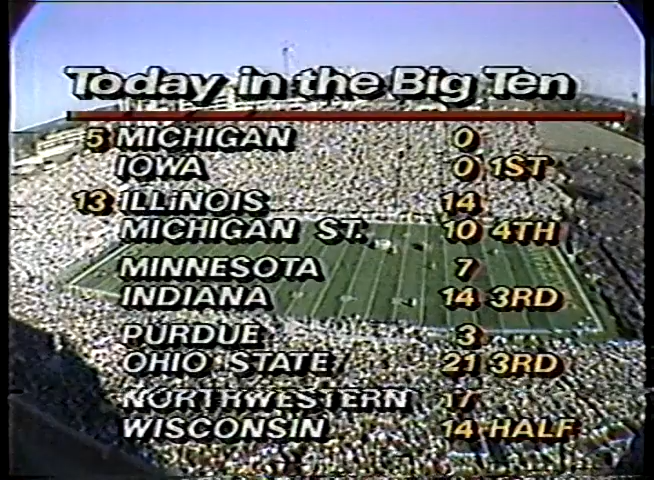 Today in the Big Ten
5 MICHIGAN 0
IOWA 0 1ST
13 ILLiNOIS 14
MICHIGAN ST. 10 4TH
MINNESOTA 7
INDIANA 14 3RD
PURDUE 3
OHIO STATE 21 3RD
NORTHWESTERN 17
WISCONSIN 14 HALF